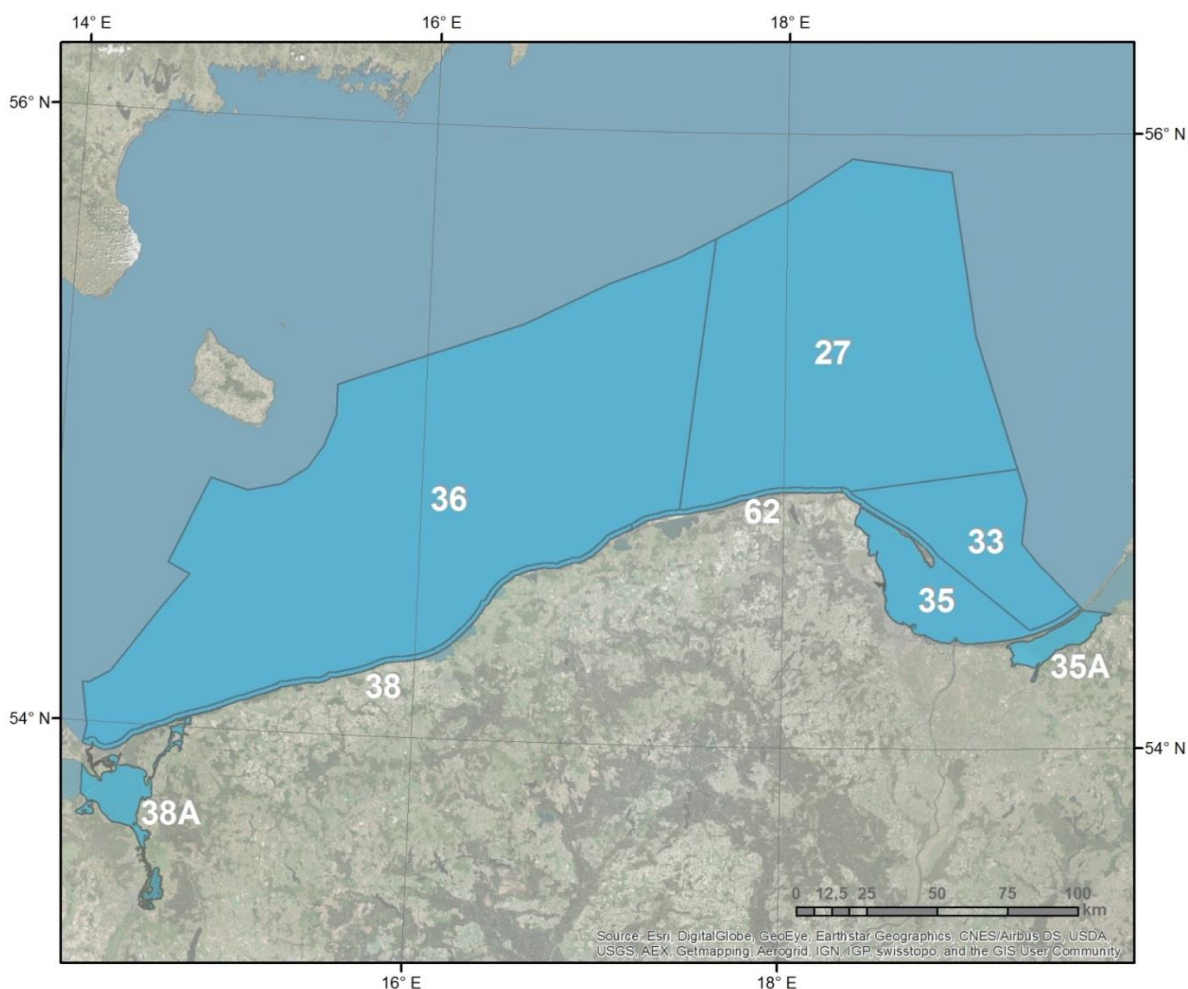 14° E 16° E 18° E
56° N
56° N
27
36
62
33
35
35A
38
54° N
54° N
38A
0 12,5 25 50 75 100
km
Source: Esri, DigitalGlobe, GeoEye, Earthstar Geographics, CNES/Airbus DS, USDA,
USGS, AEX, Getmapping, Aerogrid, IGN, IGP, swisstopo, and the GIS User Community
16° E 18° E